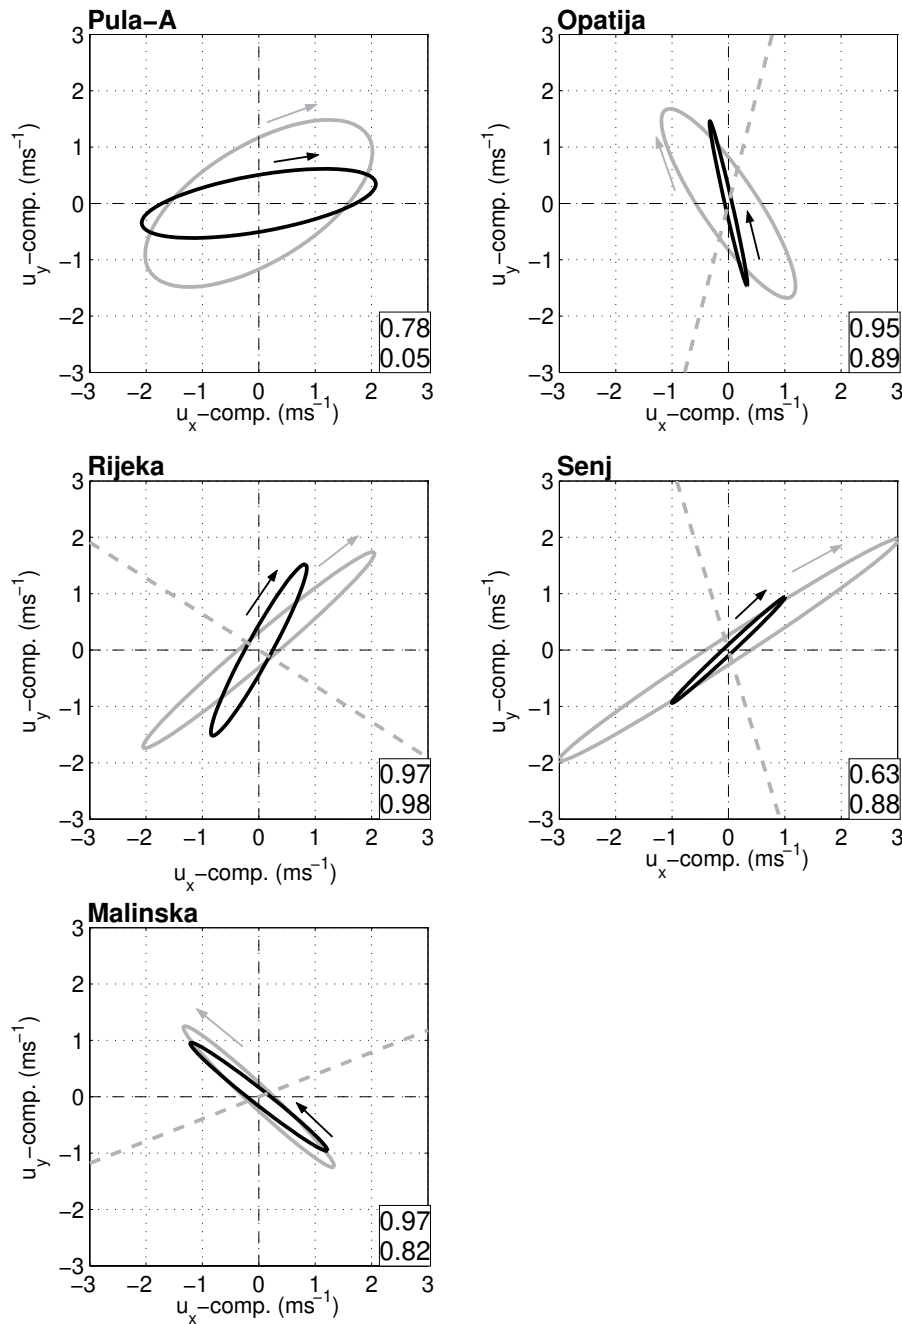 Pula−A
3
2
1
0
−1
−2
−3
u_y−comp. (ms⁻¹)
−3 −2 −1 0 1 2 3
u_x−comp. (ms⁻¹)
0.78
0.05
Opatija
3
2
1
0
−1
−2
−3
u_y−comp. (ms⁻¹)
−3 −2 −1 0 1 2 3
u_x−comp. (ms⁻¹)
0.95
0.89
Rijeka
3
2
1
0
−1
−2
−3
u_y−comp. (ms⁻¹)
−3 −2 −1 0 1 2 3
u_x−comp. (ms⁻¹)
0.97
0.98
Senj
3
2
1
0
−1
−2
−3
u_y−comp. (ms⁻¹)
−3 −2 −1 0 1 2 3
u_x−comp. (ms⁻¹)
0.63
0.88
Malinska
3
2
1
0
−1
−2
−3
u_y−comp. (ms⁻¹)
−3 −2 −1 0 1 2 3
u_x−comp. (ms⁻¹)
0.97
0.82